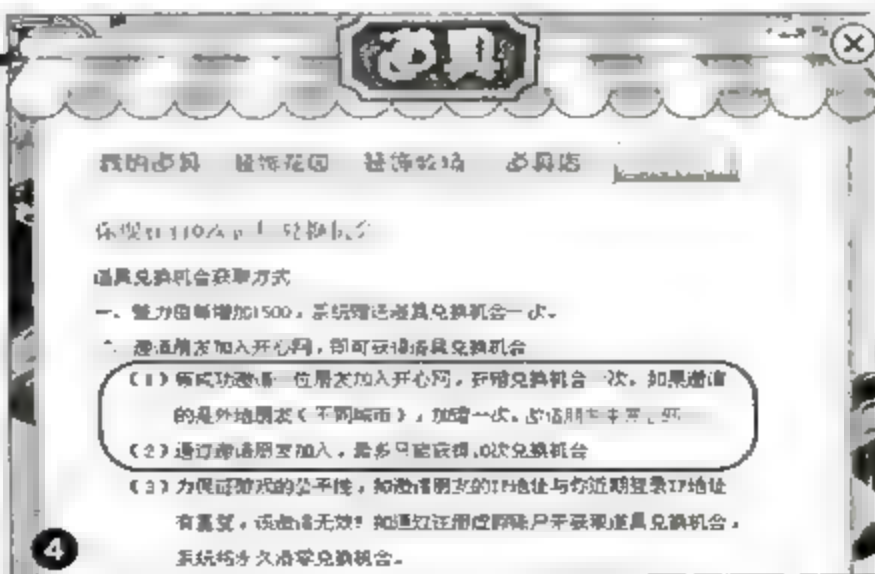 道具
我的道具 装饰花园 装饰牧场 道具店
道具兑换机会获取方式
一、魅力值每增加1500，系统赠送道具兑换机会一次。
邀请朋友加入开心网，即可获得道具兑换机会
（1）每成功邀请一位朋友加入开心网，获赠兑换机会一次，如果邀请
的是外地朋友（不同城市），加赠一次。
（2）通过邀请朋友加入，最多只能获得10次兑换机会
（3）为保证游戏的公平性，如邀请朋友的IP地址与你近期登录IP地址
有重复，该邀请无效！如通过注册虚假账户来获取道具兑换机会，
系统将永久清零兑换机会。
4